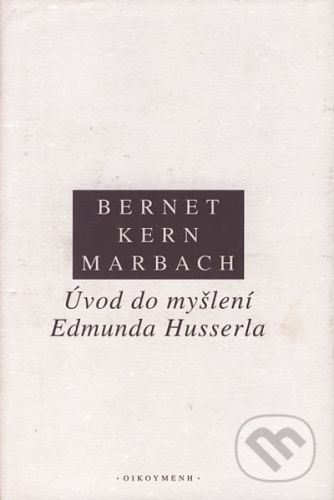 BERNET
KERN
MARBACH
Úvod do myšlení
Edmunda Husserla
· OIKOYMENH ·